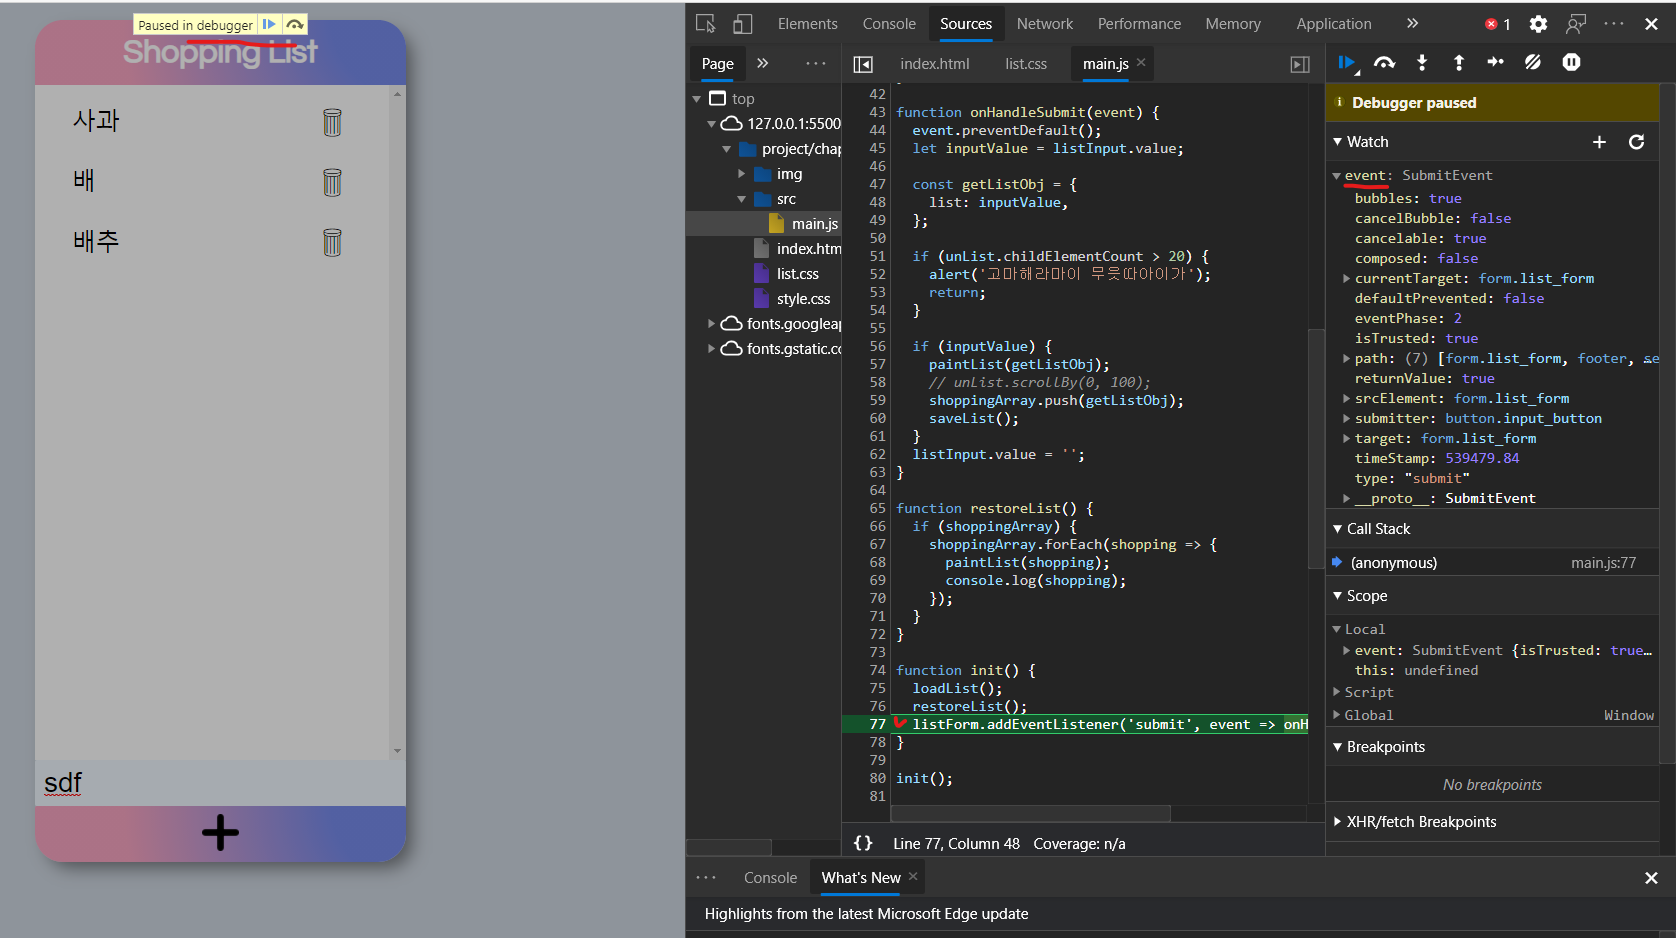 Paused in debugger
Shopping List
사과
배
배추
sdf
Elements Console Sources Network Performance Memory Application 1
Page
index.html list.css main.js
top
127.0.0.1:5500
project/chap
img
src
main.js
index.htm
list.css
style.css
fonts.googleap
fonts.gstatic.co
42
43 function onHandleSubmit(event) {
44 event.preventDefault();
45 let inputValue = listInput.value;
46
47 const getListObj = {
48 list: inputValue,
49 };
50
51 if (unList.childElementCount > 20) {
52 alert('고마해라마이 무읏따아이가');
53 return;
54 }
55
56 if (inputValue) {
57 paintList(getListObj);
58 // unList.scrollBy(0, 100);
59 shoppingArray.push(getListObj);
60 saveList();
61 }
62 listInput.value = '';
63 }
64
65 function restoreList() {
66 if (shoppingArray) {
67 shoppingArray.forEach(shopping => {
68 paintList(shopping);
69 console.log(shopping);
70 });
71 }
72 }
73
74 function init() {
75 loadList();
76 restoreList();
77 listForm.addEventListener('submit', event => onH
78 }
79
80 init();
81
{} Line 77, Column 48 Coverage: n/a
Debugger paused
Watch
event: SubmitEvent
bubbles: true
cancelBubble: false
cancelable: true
composed: false
currentTarget: form.list_form
defaultPrevented: false
eventPhase: 2
isTrusted: true
path: (7) [form.list_form, footer, se
returnValue: true
srcElement: form.list_form
submitter: button.input_button
target: form.list_form
timeStamp: 539479.84
type: "submit"
__proto__: SubmitEvent
Call Stack
(anonymous) main.js:77
Scope
Local
event: SubmitEvent {isTrusted: true…
this: undefined
Script
Global Window
Breakpoints
No breakpoints
XHR/fetch Breakpoints
Console What's New
Highlights from the latest Microsoft Edge update